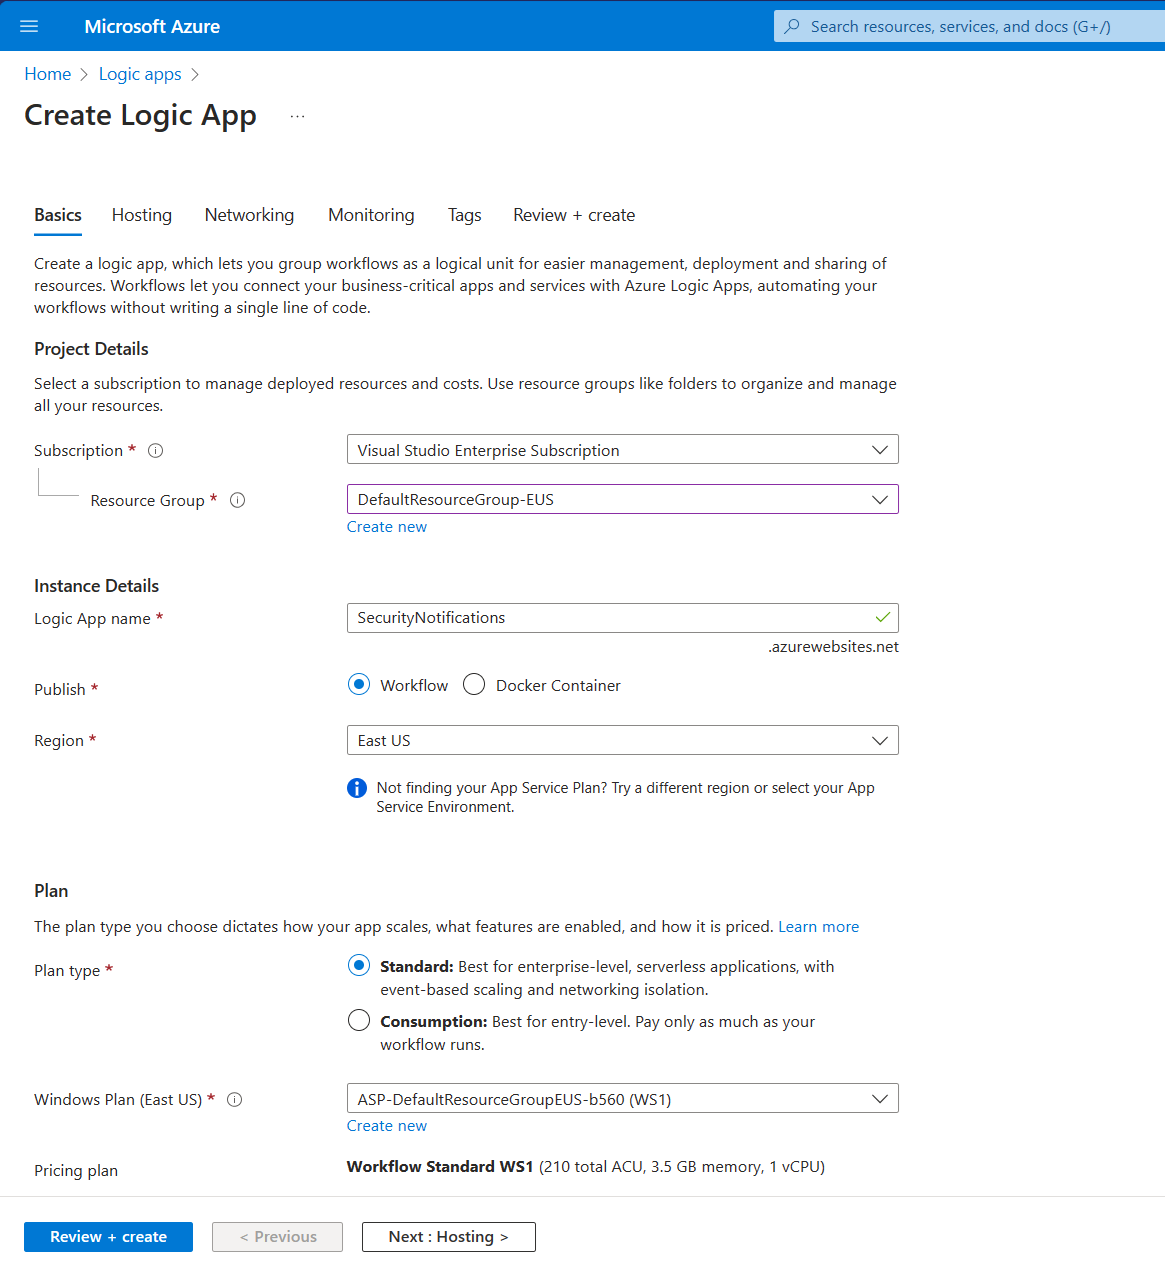 Microsoft Azure
Search resources, services, and docs (G+/)
Home > Logic apps >
Create Logic App ...
Basics Hosting Networking Monitoring Tags Review + create
Create a logic app, which lets you group workflows as a logical unit for easier management, deployment and sharing of
resources. Workflows let you connect your business-critical apps and services with Azure Logic Apps, automating your
workflows without writing a single line of code.
Project Details
Select a subscription to manage deployed resources and costs. Use resource groups like folders to organize and manage
all your resources.
Subscription *
Visual Studio Enterprise Subscription
Resource Group *
DefaultResourceGroup-EUS
Create new
Instance Details
Logic App name *
SecurityNotifications
.azurewebsites.net
Publish *
Workflow Docker Container
Region *
East US
Not finding your App Service Plan? Try a different region or select your App
Service Environment.
Plan
The plan type you choose dictates how your app scales, what features are enabled, and how it is priced. Learn more
Plan type *
Standard: Best for enterprise-level, serverless applications, with
event-based scaling and networking isolation.
Consumption: Best for entry-level. Pay only as much as your
workflow runs.
Windows Plan (East US) *
ASP-DefaultResourceGroupEUS-b560 (WS1)
Create new
Pricing plan
Workflow Standard WS1 (210 total ACU, 3.5 GB memory, 1 vCPU)
Review + create
< Previous
Next : Hosting >